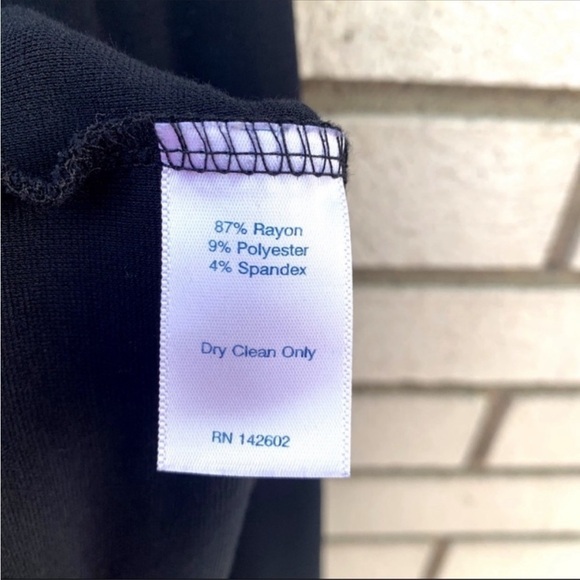 87% Rayon
9% Polyester
4% Spandex
Dry Clean Only
RN 142602